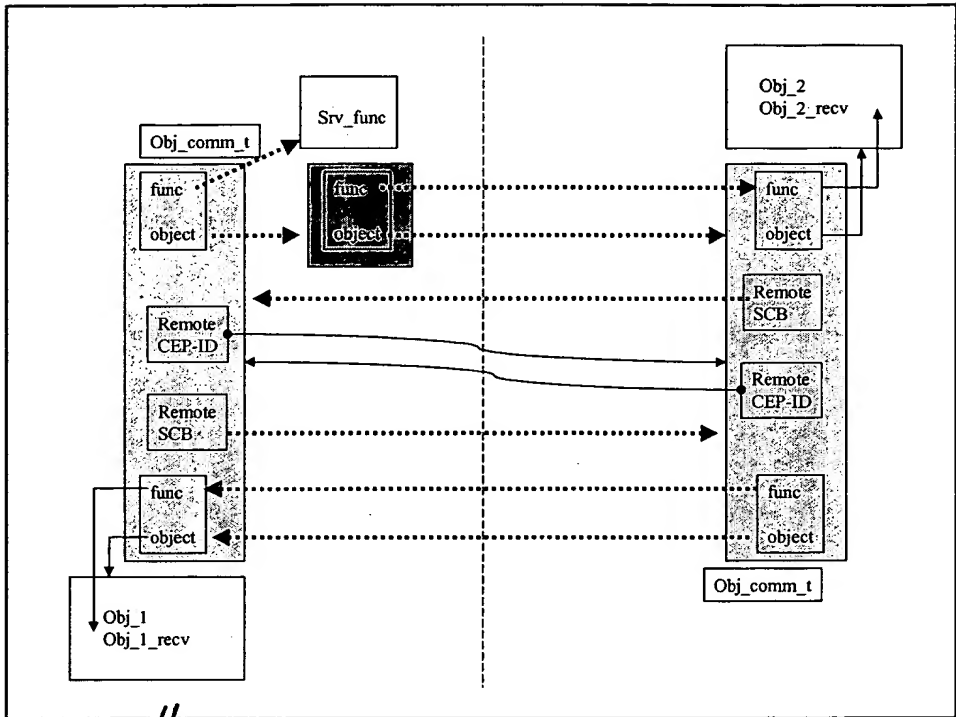 Obj_2
Obj_2_recv
Srv_func
Obj_comm_t
func
object
func
object
func
object
Remote
SCB
Remote
CEP-ID
Remote
CEP-ID
Remote
SCB
func
object
func
object
Obj_comm_t
Obj_1
Obj_1_recv